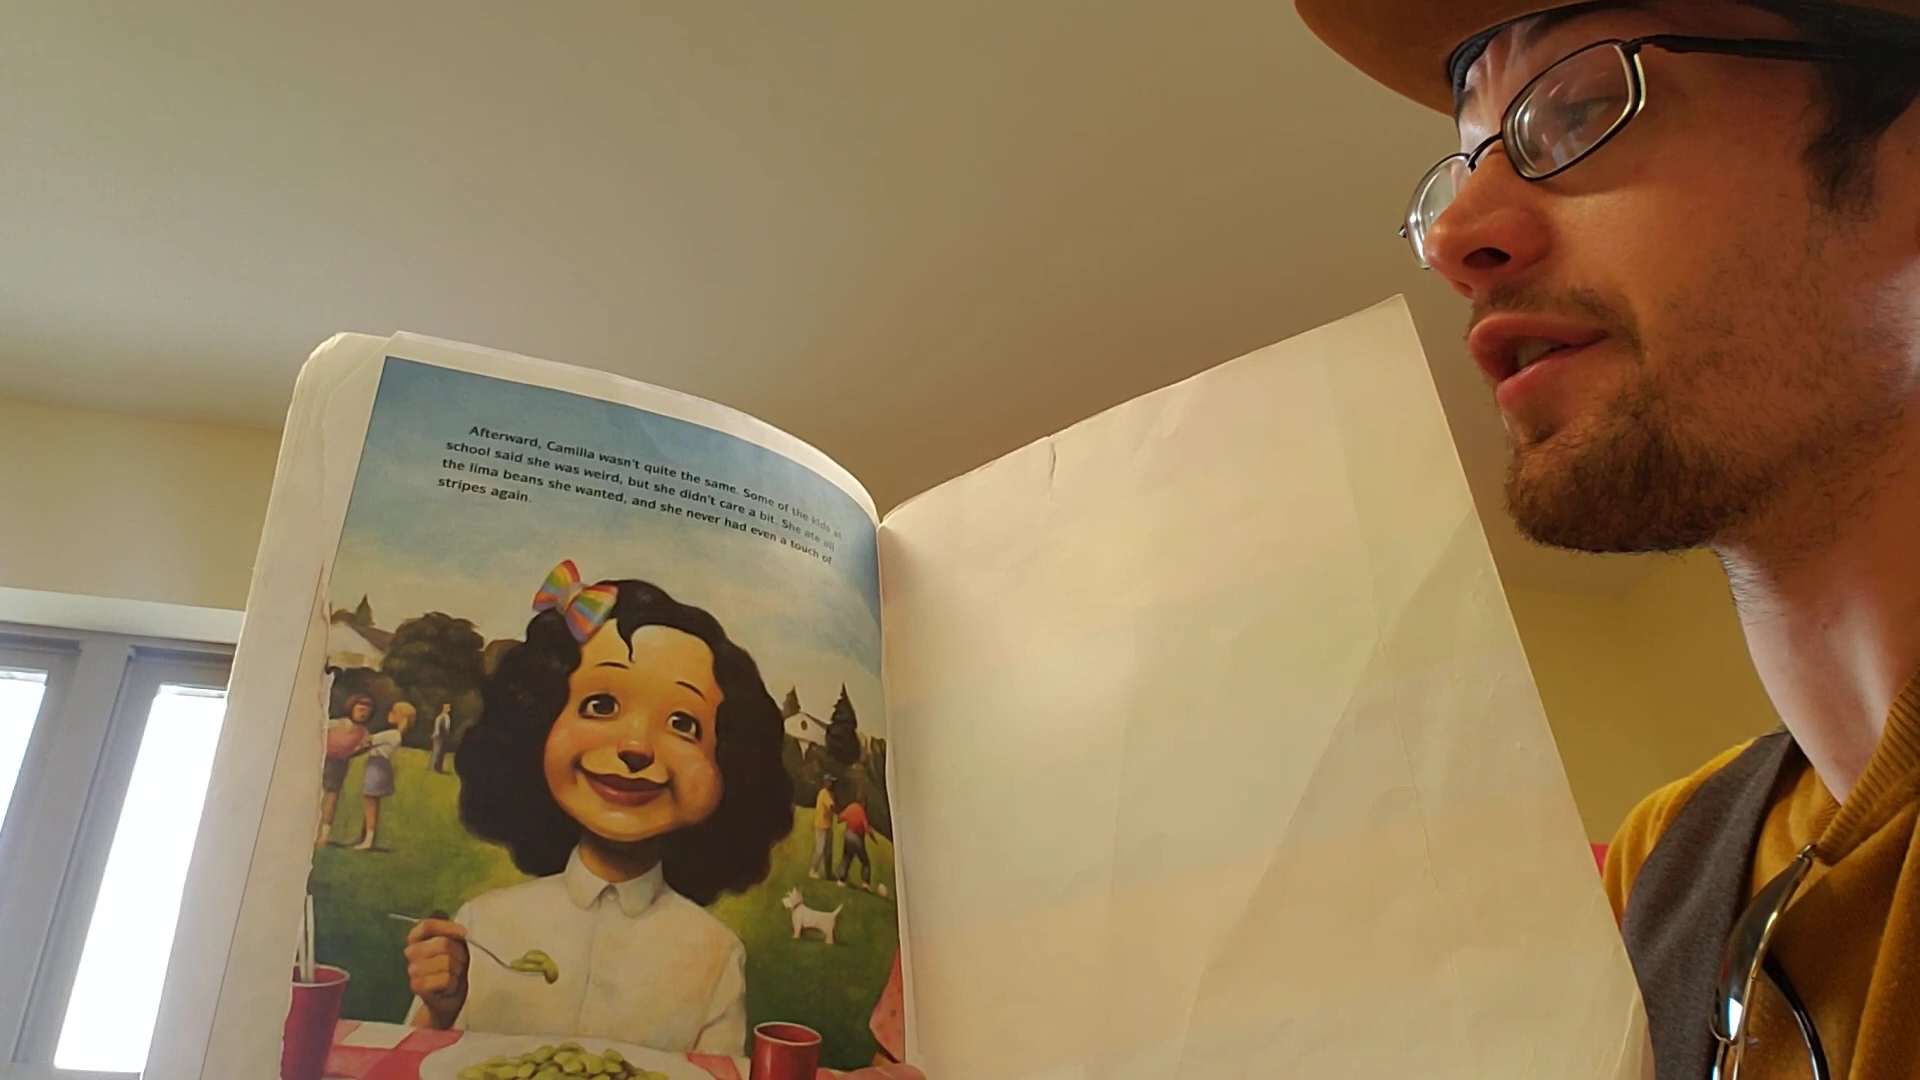 Afterward, Camilla wasn't quite the same. Some of the kids at
school said she was weird, but she didn't care a bit. She ate all
the lima beans she wanted, and she never had even a touch of
stripes again.